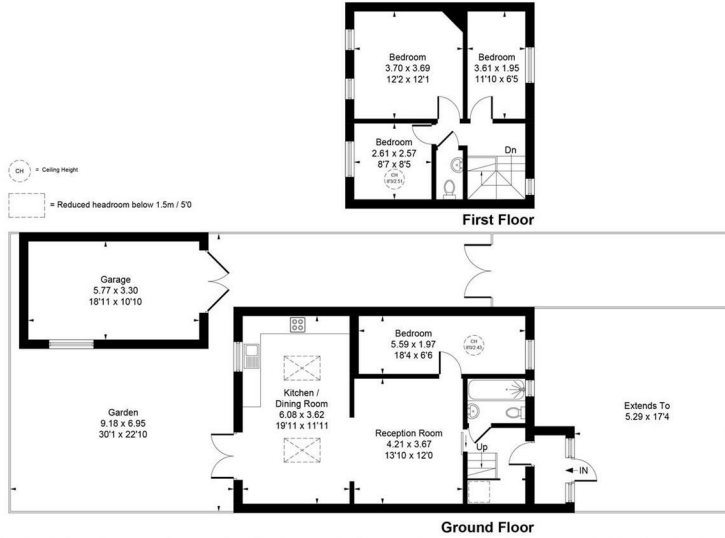 Bedroom
3.70 x 3.69
12'2 x 12'1
Bedroom
3.61 x 1.95
11'10 x 6'5
Bedroom
2.61 x 2.57
8'7 x 8'5
CH
Dn
First Floor
CH = Ceiling Height
= Reduced headroom below 1.5m / 5'0
Garage
5.77 x 3.30
18'11 x 10'10
Bedroom
5.59 x 1.97
18'4 x 6'6
CH
Kitchen /
Dining Room
6.08 x 3.62
19'11 x 11'11
Garden
9.18 x 6.95
30'1 x 22'10
Reception Room
4.21 x 3.67
13'10 x 12'0
Extends To
5.29 x 17'4
Up
IN
Ground Floor